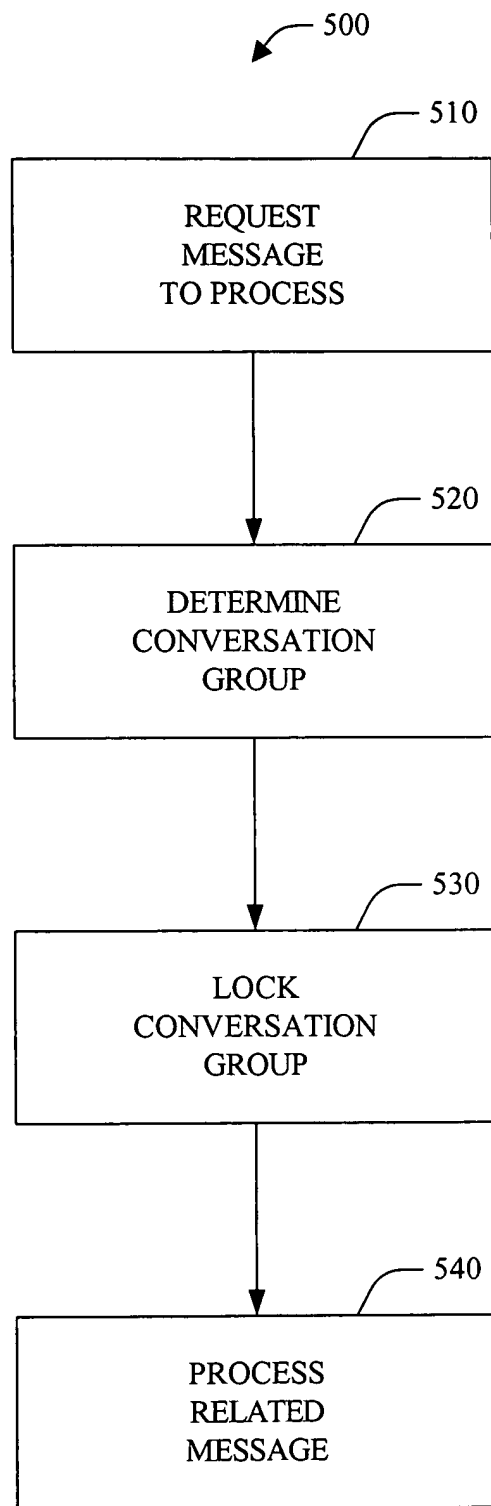 500
510
REQUEST
MESSAGE
TO PROCESS
520
DETERMINE
CONVERSATION
GROUP
530
LOCK
CONVERSATION
GROUP
540
PROCESS
RELATED
MESSAGE